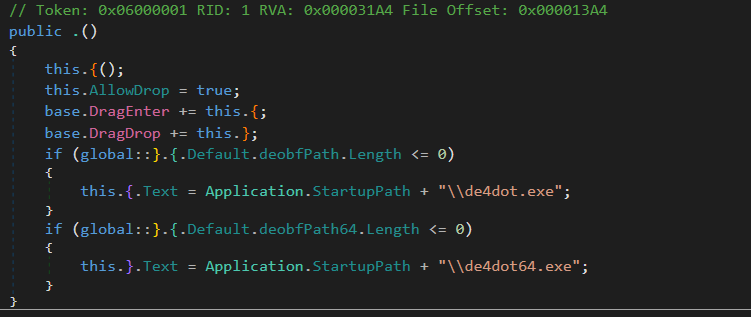 // Token: 0x06000001 RID: 1 RVA: 0x000031A4 File Offset: 0x000013A4
public .()
{
    this.{();
    this.AllowDrop = true;
    base.DragEnter += this.{;
    base.DragDrop += this.};
    if (global::}.{.Default.deobfPath.Length <= 0)
    {
        this.{.Text = Application.StartupPath + "\\de4dot.exe";
    }
    if (global::}.{.Default.deobfPath64.Length <= 0)
    {
        this.}.Text = Application.StartupPath + "\\de4dot64.exe";
    }
}